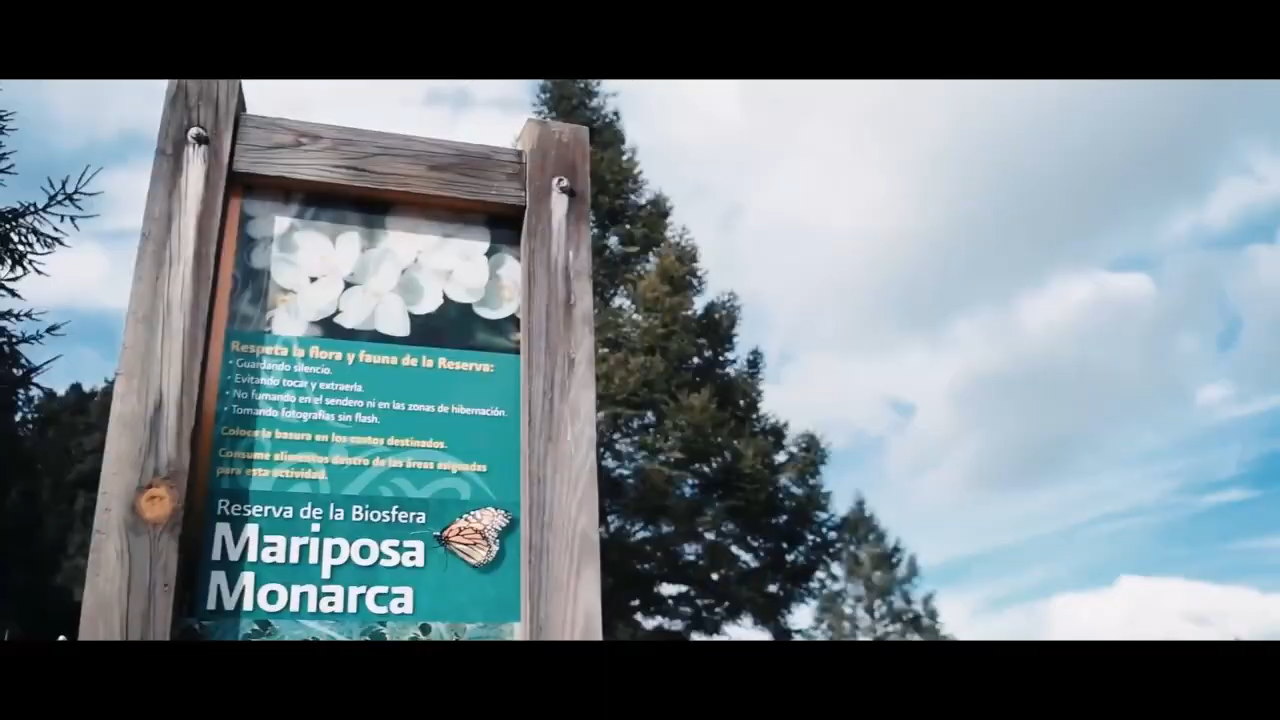 Respeta la flora y fauna de la Reserva:
• Guardando silencio.
• Evitando tocar y extraerla.
• No fumando en el sendero ni en las zonas de hibernación.
• Tomando fotografías sin flash.
Coloca la basura en los cestos destinados.
Consume alimentos dentro de las áreas asignadas
para esta actividad.
Reserva de la Biosfera
Mariposa
Monarca